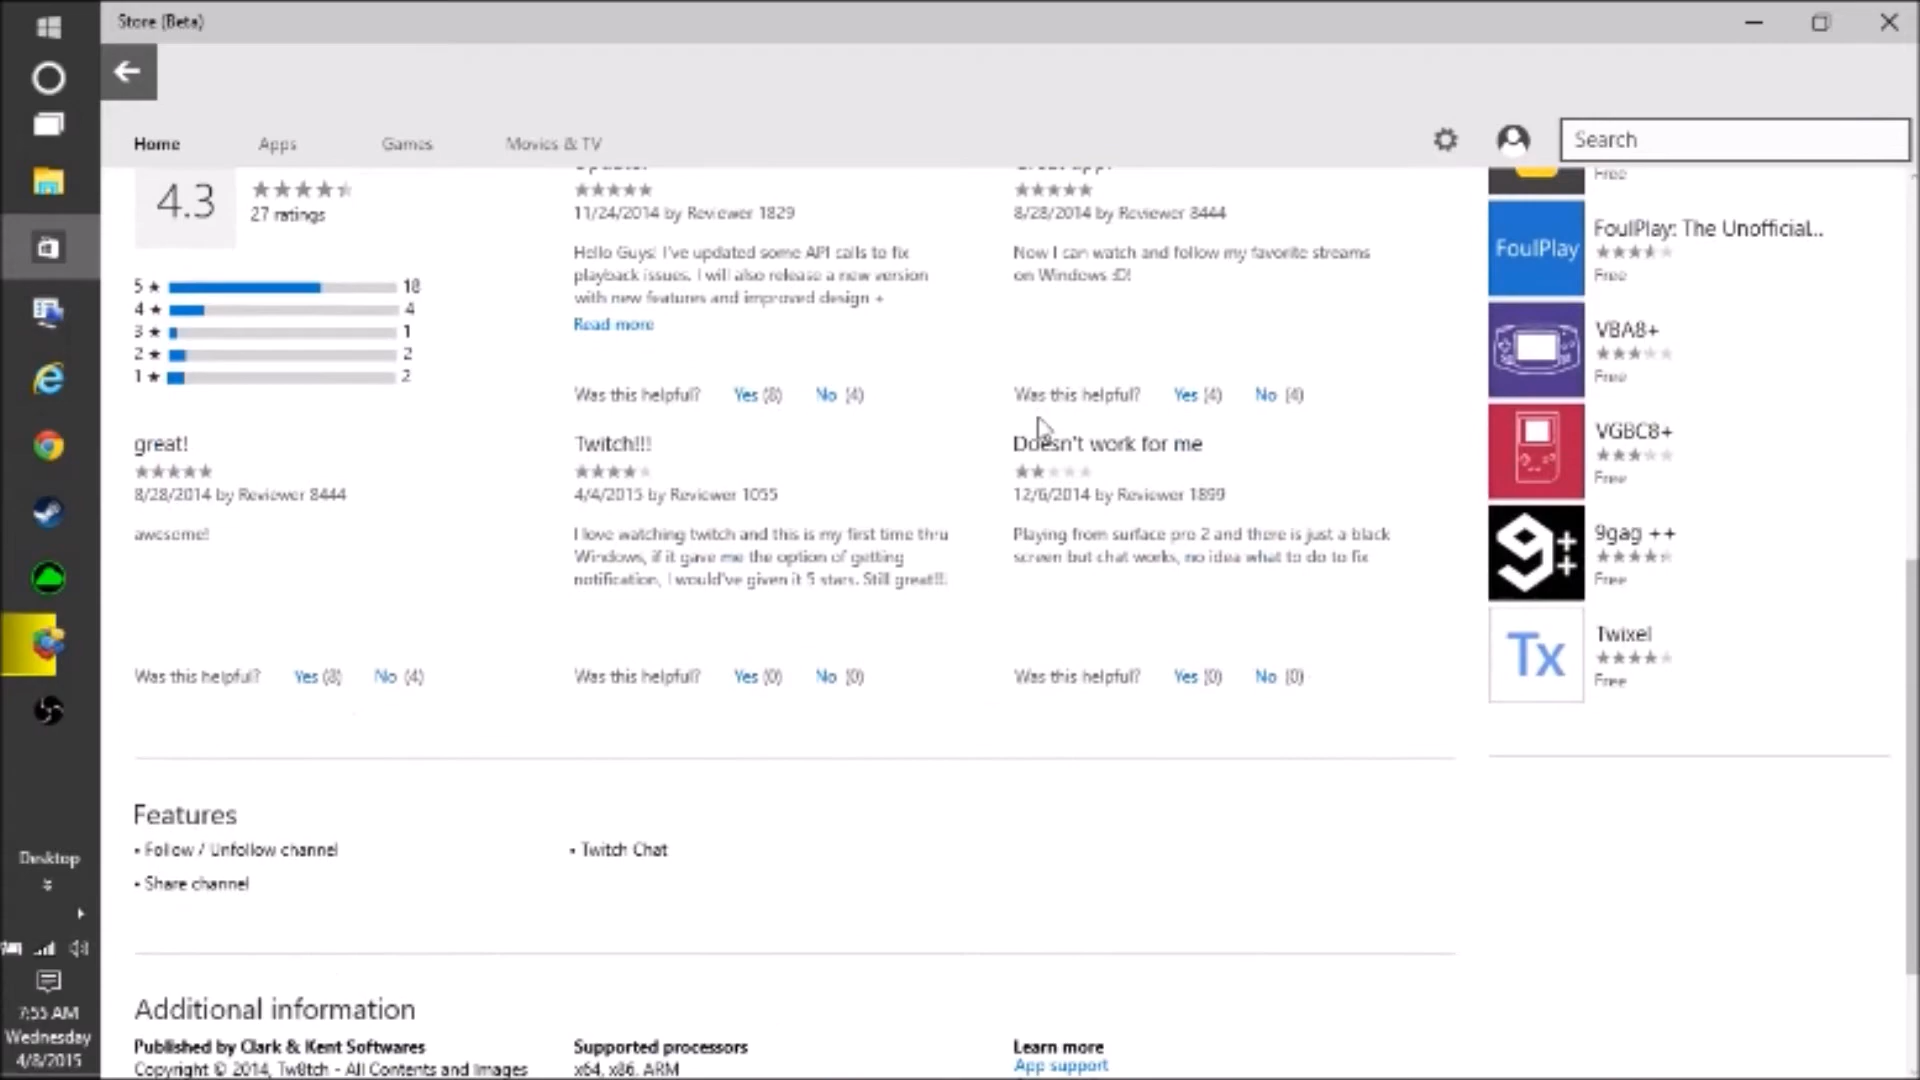 Store (Beta)
Home Apps Games Movies & TV
Search
4.3
27 ratings
5 ★ 18
4 ★ 4
3 ★ 1
2 ★ 2
1 ★ 2
11/24/2014 by Reviewer 1829
Hello Guys! I've updated some API calls to fix
playback issues. I will also release a new version
with new features and improved design +
Read more
Was this helpful? Yes (8) No (4)
8/28/2014 by Reviewer 8444
Now I can watch and follow my favorite streams
on Windows :D!
Was this helpful? Yes (4) No (4)
great!
8/28/2014 by Reviewer 8444
awesome!
Was this helpful? Yes (8) No (4)
Twitch!!!
4/4/2015 by Reviewer 1055
I love watching twitch and this is my first time thru
Windows, if it gave me the option of getting
notification, I would've given it 5 stars. Still great!!!
Was this helpful? Yes (0) No (0)
Doesn't work for me
12/6/2014 by Reviewer 1899
Playing from surface pro 2 and there is just a black
screen but chat works, no idea what to do to fix
Was this helpful? Yes (0) No (0)
Free
FoulPlay
FoulPlay: The Unofficial...
Free
VBA8+
Free
VGBC8+
Free
9++
9gag ++
Free
Tx
Twixel
Free
Features
• Follow / Unfollow channel
• Twitch Chat
• Share channel
Additional information
Published by Clark & Kent Softwares
Copyright © 2014, Tw8tch - All Contents and Images
Supported processors
x64, x86, ARM
Learn more
App support
Desktop
7:55 AM
Wednesday
4/8/2015